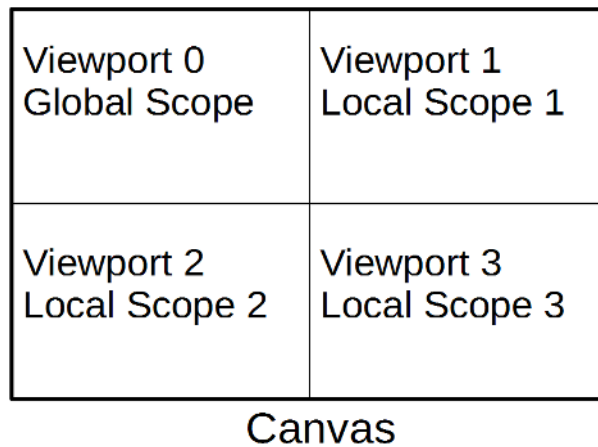 Viewport 0
Global Scope
Viewport 1
Local Scope 1
Viewport 2
Local Scope 2
Viewport 3
Local Scope 3
Canvas